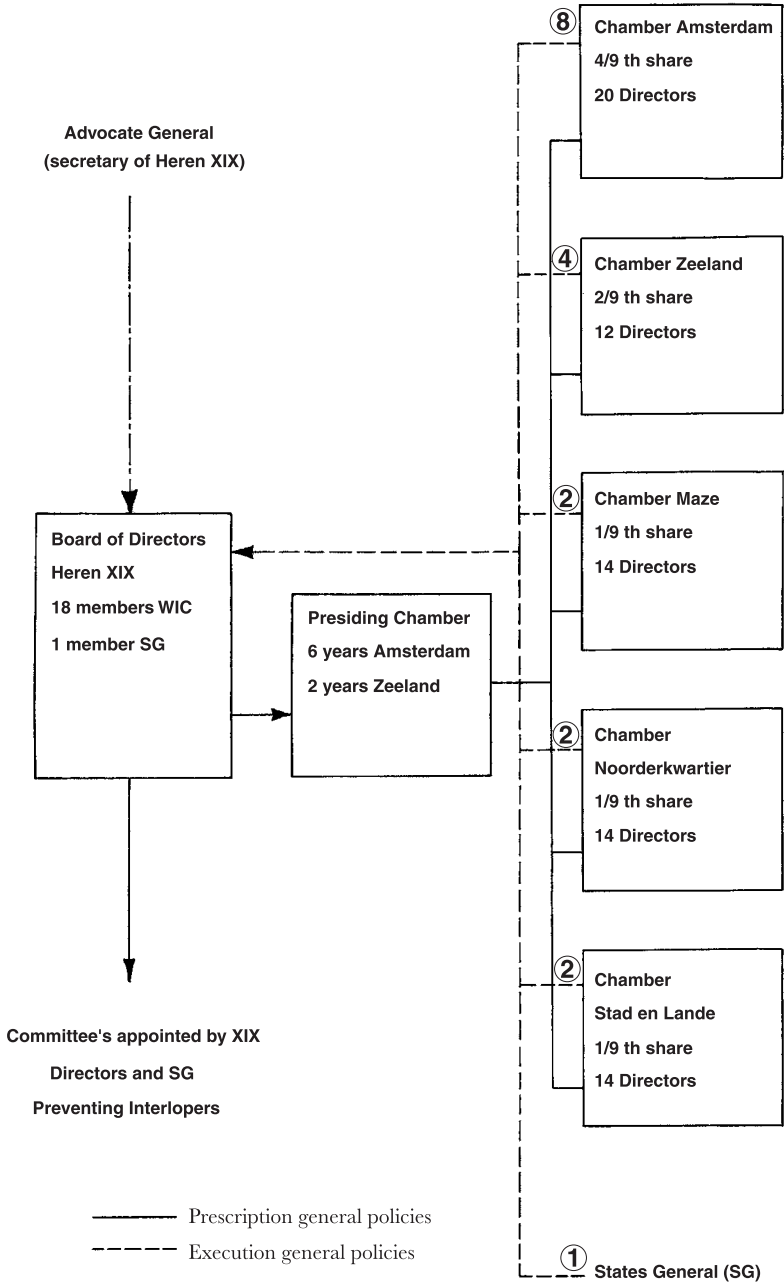 Advocate General
(secretary of Heren XIX)
Board of Directors
Heren XIX
18 members WIC
1 member SG
Presiding Chamber
6 years Amsterdam
2 years Zeeland
Committee's appointed by XIX
Directors and SG
Preventing Interlopers
8
Chamber Amsterdam
4/9 th share
20 Directors
4
Chamber Zeeland
2/9 th share
12 Directors
2
Chamber Maze
1/9 th share
14 Directors
2
Chamber
Noorderkwartier
1/9 th share
14 Directors
2
Chamber
Stad en Lande
1/9 th share
14 Directors
1
States General (SG)
Prescription general policies
Execution general policies